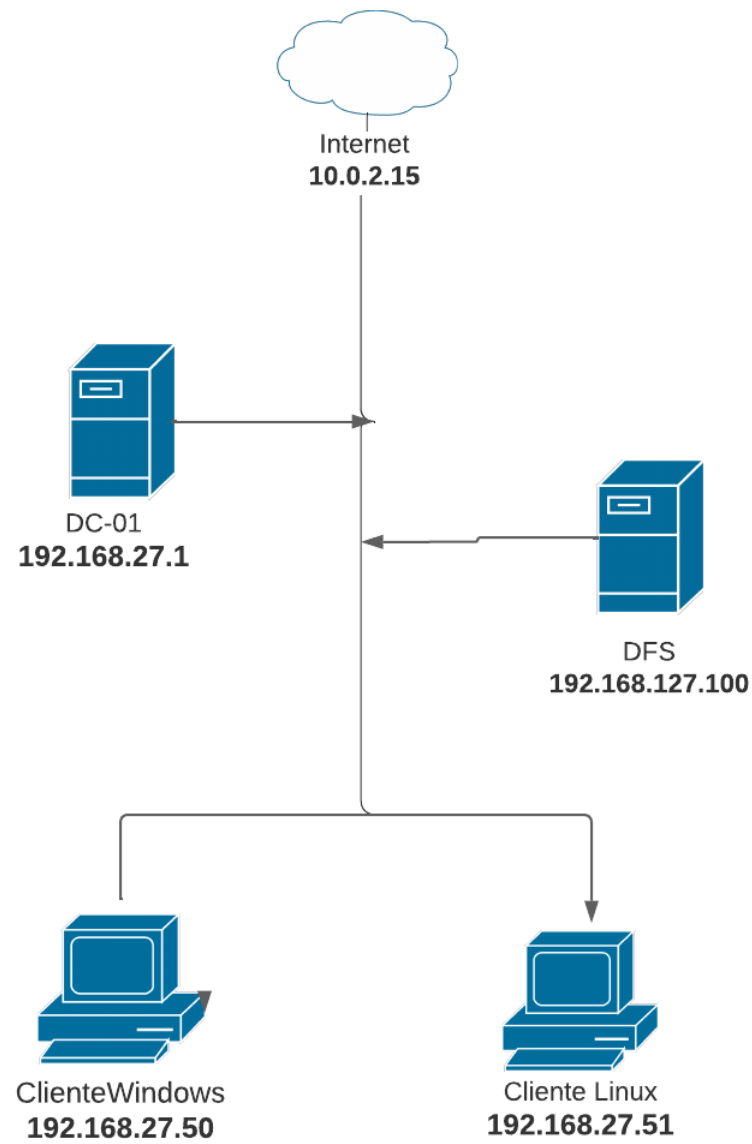 Internet
10.0.2.15
DC-01
192.168.27.1
DFS
192.168.127.100
ClienteWindows
192.168.27.50
Cliente Linux
192.168.27.51